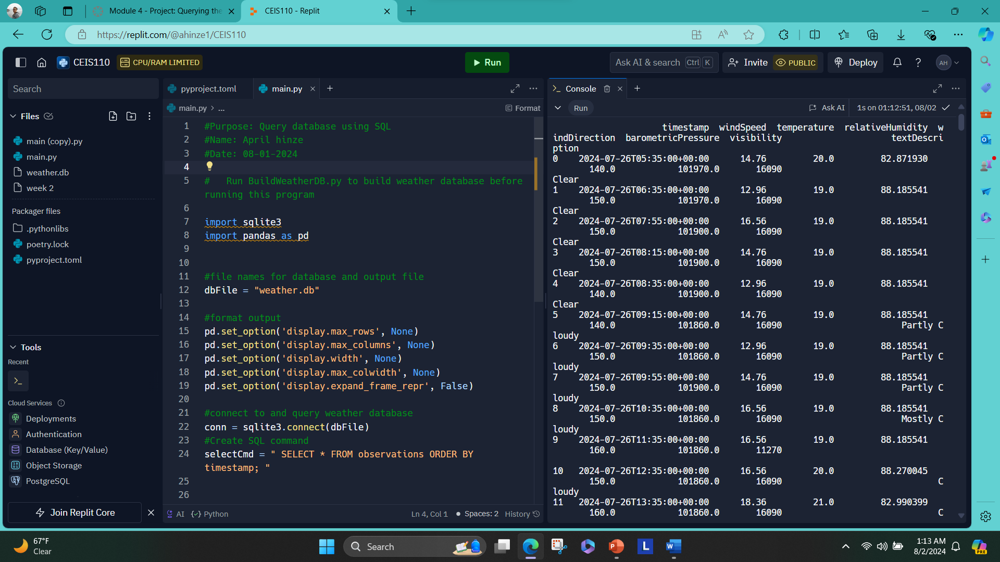 Module 4 - Project: Querying the
CEIS110 - Replit
https://replit.com/@ahinze1/CEIS110
CEIS110
CPU/RAM LIMITED
Run
Ask AI & search Ctrl K
Invite PUBLIC
Deploy
AH
Search
Files
main (copy).py
main.py
weather.db
week 2
Packager files
.pythonlibs
poetry.lock
pyproject.toml
Tools
Recent
Cloud Services
Deployments
Authentication
Database (Key/Value)
Object Storage
PostgreSQL
Join Replit Core
pyproject.toml
main.py
main.py > ...
Format
1 #Purpose: Query database using SQL
2 #Name: April hinze
3 #Date: 08-01-2024
4
5 #   Run BuildWeatherDB.py to build weather database before
running this program
6
7 import sqlite3
8 import pandas as pd
9
10
11 #file names for database and output file
12 dbFile = "weather.db"
13
14 #format output
15 pd.set_option('display.max_rows', None)
16 pd.set_option('display.max_columns', None)
17 pd.set_option('display.width', None)
18 pd.set_option('display.max_colwidth', None)
19 pd.set_option('display.expand_frame_repr', False)
20
21 #connect to and query weather database
22 conn = sqlite3.connect(dbFile)
23 #Create SQL command
24 selectCmd = " SELECT * FROM observations ORDER BY
timestamp; "
25
26
AI Python
Ln 4, Col 1 Spaces: 2 History
Console
Run
Ask AI 1s on 01:12:51, 08/02
timestamp windSpeed temperature relativeHumidity w
indDirection barometricPressure visibility textDescri
ption
0 2024-07-26T05:35:00+00:00 14.76 20.0 82.871930
140.0 101970.0 16090
Clear
1 2024-07-26T06:35:00+00:00 12.96 19.0 88.185541
150.0 101970.0 16090
Clear
2 2024-07-26T07:55:00+00:00 16.56 19.0 88.185541
150.0 101900.0 16090
Clear
3 2024-07-26T08:15:00+00:00 14.76 19.0 88.185541
150.0 101900.0 16090
Clear
4 2024-07-26T08:35:00+00:00 12.96 19.0 88.185541
140.0 101900.0 16090
Clear
5 2024-07-26T09:15:00+00:00 14.76 19.0 88.185541
140.0 101860.0 16090 Partly C
loudy
6 2024-07-26T09:35:00+00:00 12.96 19.0 88.185541
150.0 101860.0 16090 Partly C
loudy
7 2024-07-26T09:55:00+00:00 14.76 19.0 88.185541
150.0 101900.0 16090 Partly C
loudy
8 2024-07-26T10:35:00+00:00 16.56 19.0 88.185541
150.0 101860.0 16090 Mostly C
loudy
9 2024-07-26T11:35:00+00:00 16.56 19.0 88.185541
160.0 101860.0 11270
10 2024-07-26T12:35:00+00:00 16.56 20.0 88.270045
150.0 101860.0 16090 C
loudy
11 2024-07-26T13:35:00+00:00 18.36 21.0 82.990399
160.0 101860.0 16090 C
67°F
Clear
Search
1:13 AM
8/2/2024
PRE